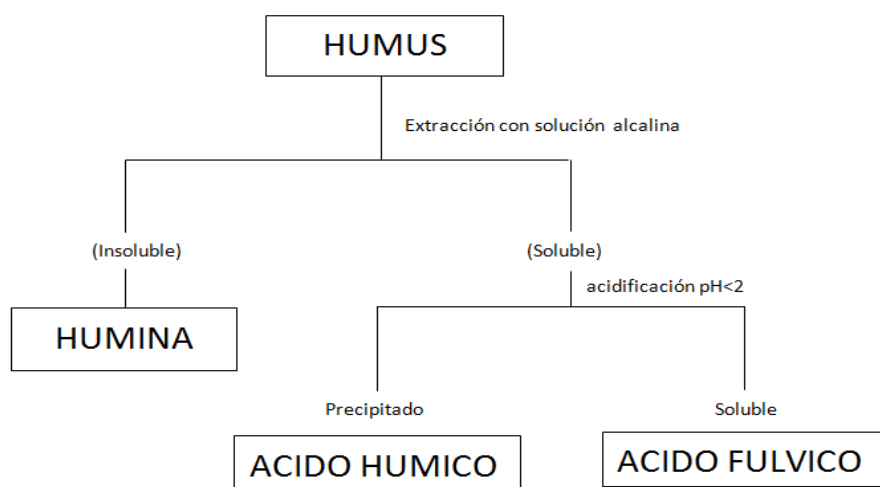 HUMUS
Extracción con solución alcalina
(Insoluble)
(Soluble)
acidificación pH<2
HUMINA
Precipitado
Soluble
ACIDO HUMICO
ACIDO FULVICO